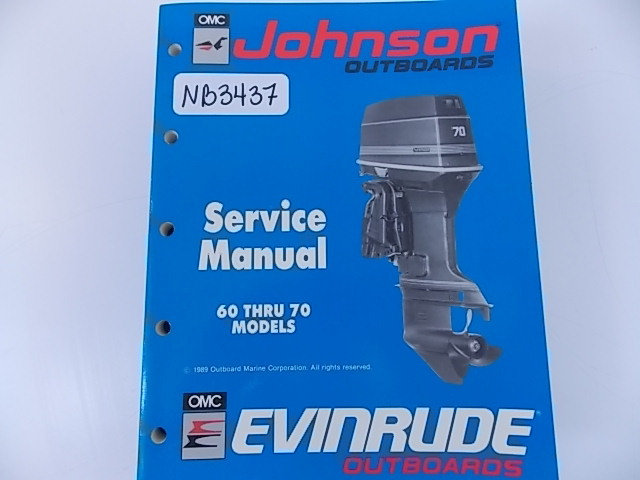 OMC
Johnson
OUTBOARDS
NB3437
70
Service
Manual
60 THRU 70
MODELS
© 1989 Outboard Marine Corporation. All rights reserved.
OMC
EVINRUDE
OUTBOARDS